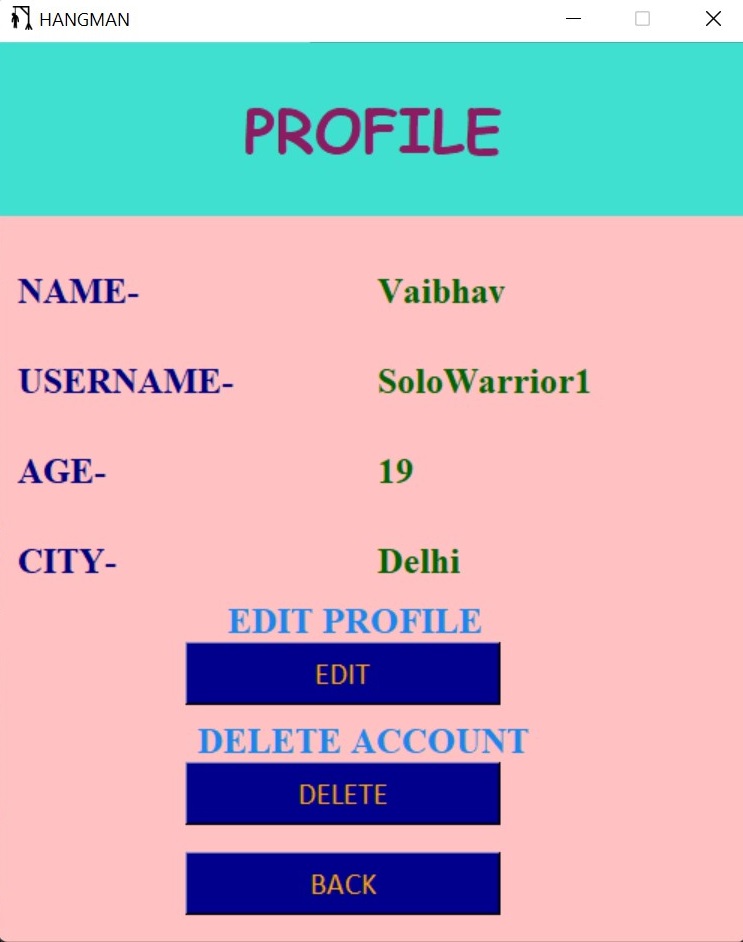 HANGMAN
PROFILE
NAME- Vaibhav
USERNAME- SoloWarrior1
AGE- 19
CITY- Delhi
EDIT PROFILE
EDIT
DELETE ACCOUNT
DELETE
BACK